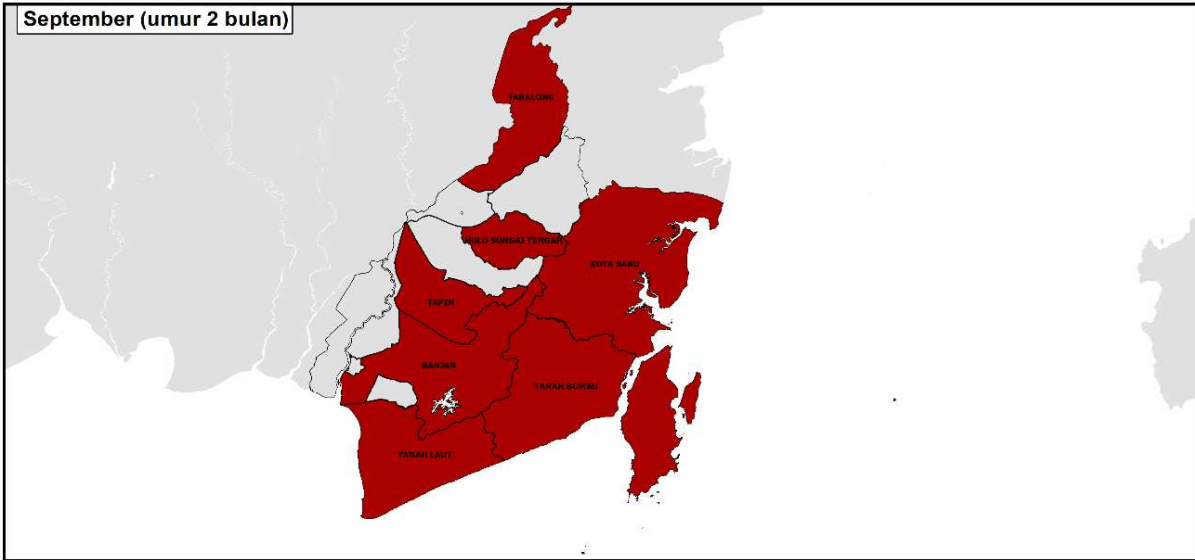 September (umur 2 bulan)
TABALONG
HULU SUNGAI TENGAH
KOTA BARU
TAPIN
BANJAR
TANAH BUMBU
TANAH LAUT